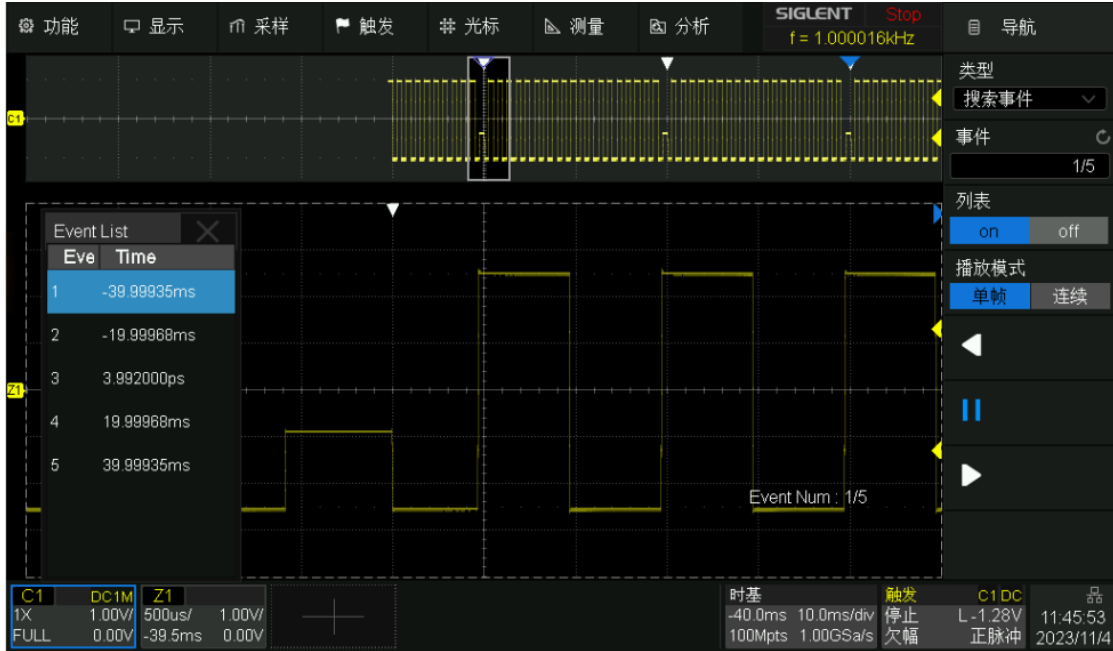 功能 显示 采样 触发 光标 测量 分析 SIGLENT Stop 导航
f = 1.000016kHz
类型
搜索事件
C1
事件
1/5
列表
on off
播放模式
单帧 连续
Event List
Eve Time
1 -39.99935ms
2 -19.99968ms
3 3.992000ps
4 19.99968ms
5 39.99935ms
Z1
Event Num : 1/5
C1 DC1M
1X 1.00V/
FULL 0.00V
Z1
500us/ 1.00V/
-39.5ms 0.00V
时基
-40.0ms 10.0ms/div
100Mpts 1.00GSa/s
触发 C1 DC
停止 L -1.28V
欠幅 正脉冲
11:45:53
2023/11/4